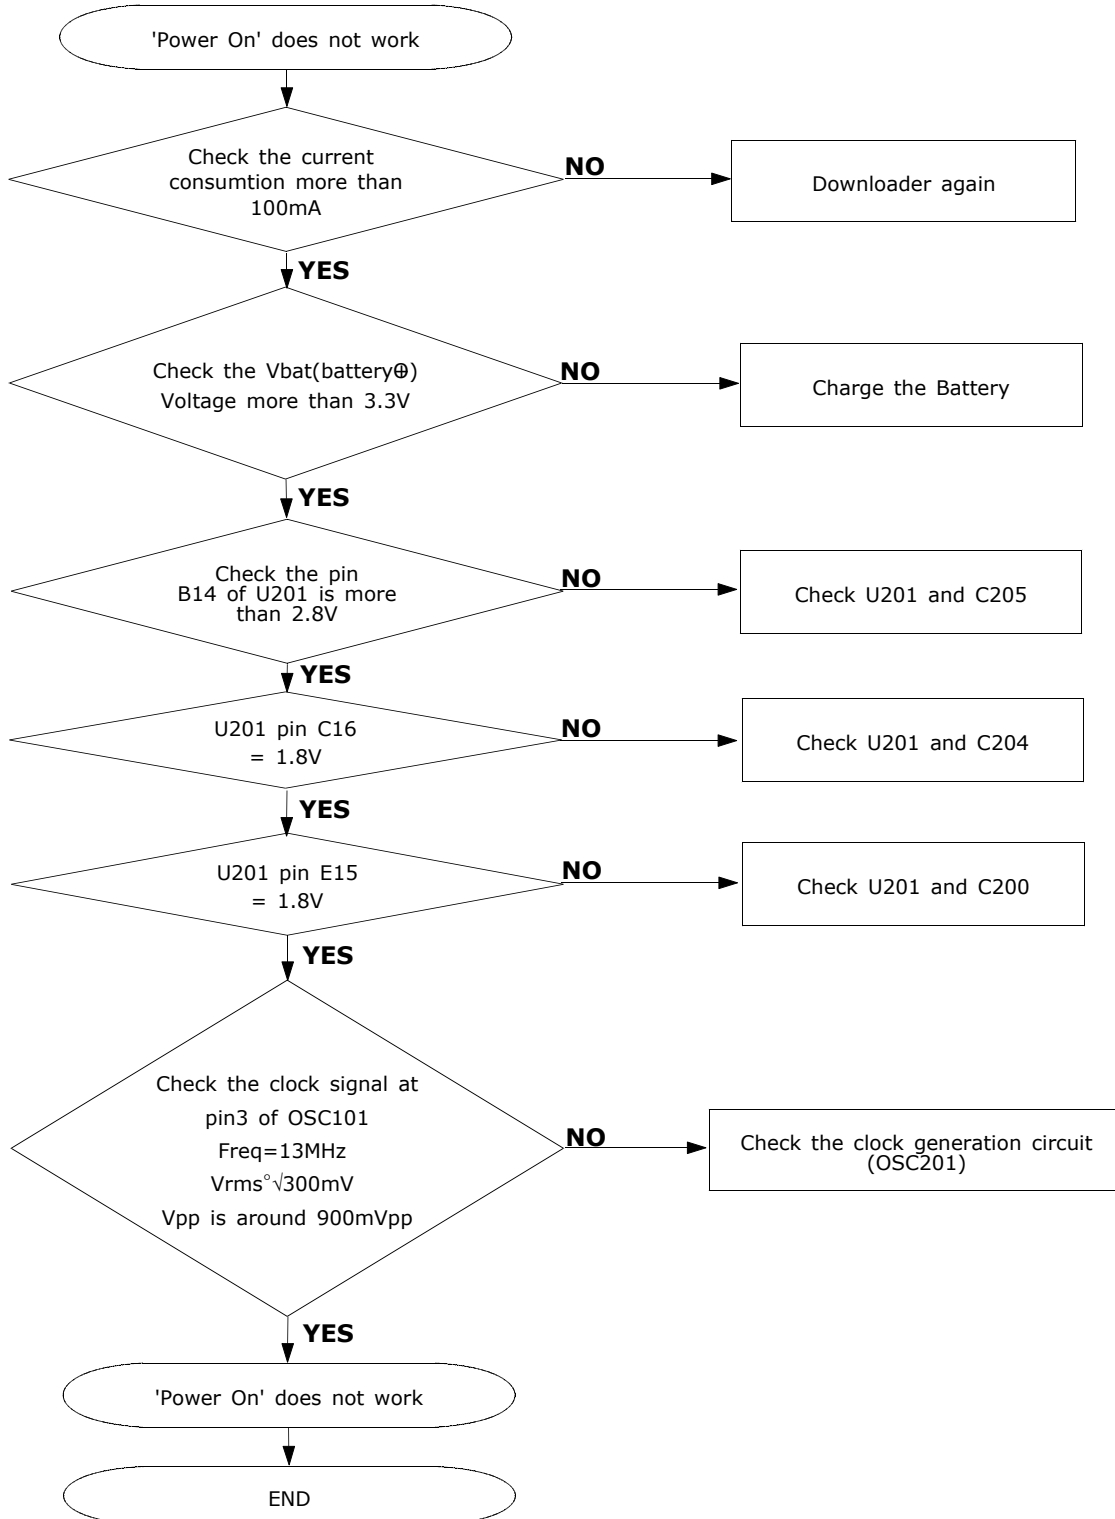 'Power On' does not work
Check the current
consumtion more than
100mA
NO
Downloader again
YES
Check the Vbat(battery⊕)
Voltage more than 3.3V
NO
Charge the Battery
YES
Check the pin
B14 of U201 is more
than 2.8V
NO
Check U201 and C205
YES
U201 pin C16
= 1.8V
NO
Check U201 and C204
YES
U201 pin E15
= 1.8V
NO
Check U201 and C200
YES
Check the clock signal at
pin3 of OSC101
Freq=13MHz
Vrms°√300mV
Vpp is around 900mVpp
NO
Check the clock generation circuit
(OSC201)
YES
'Power On' does not work
END